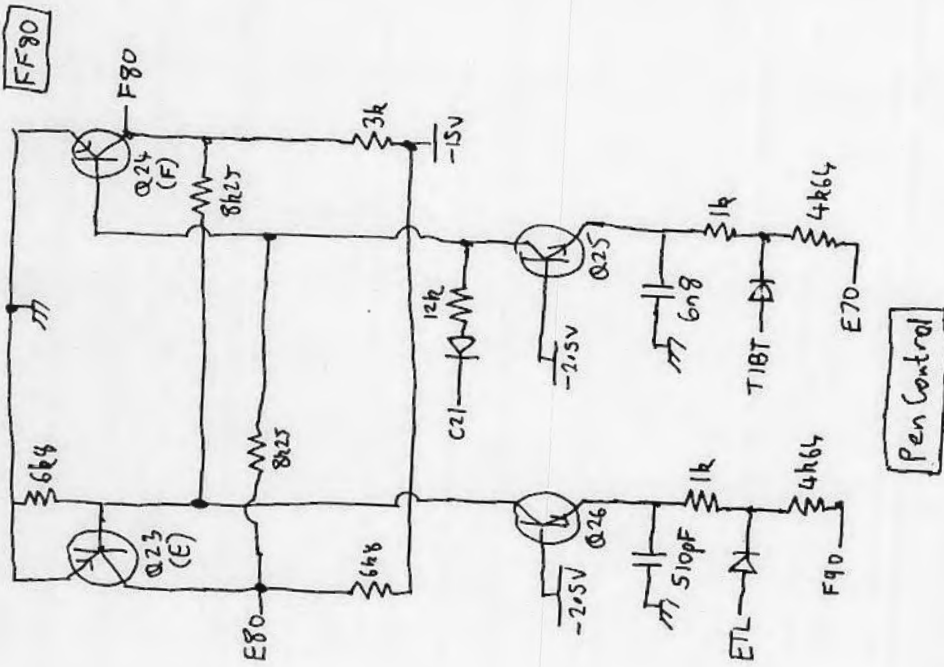 FF80
F80
Q24
(F)
8k25
3k
-15V
6k8
Q23
(E)
8k25
E80
6k8
12k
C21
-2.5V
Q25
6n8
1k
T1BT
4k64
E70
-2.5V
Q26
510pF
1k
ETL
4k64
F90
Pen Control